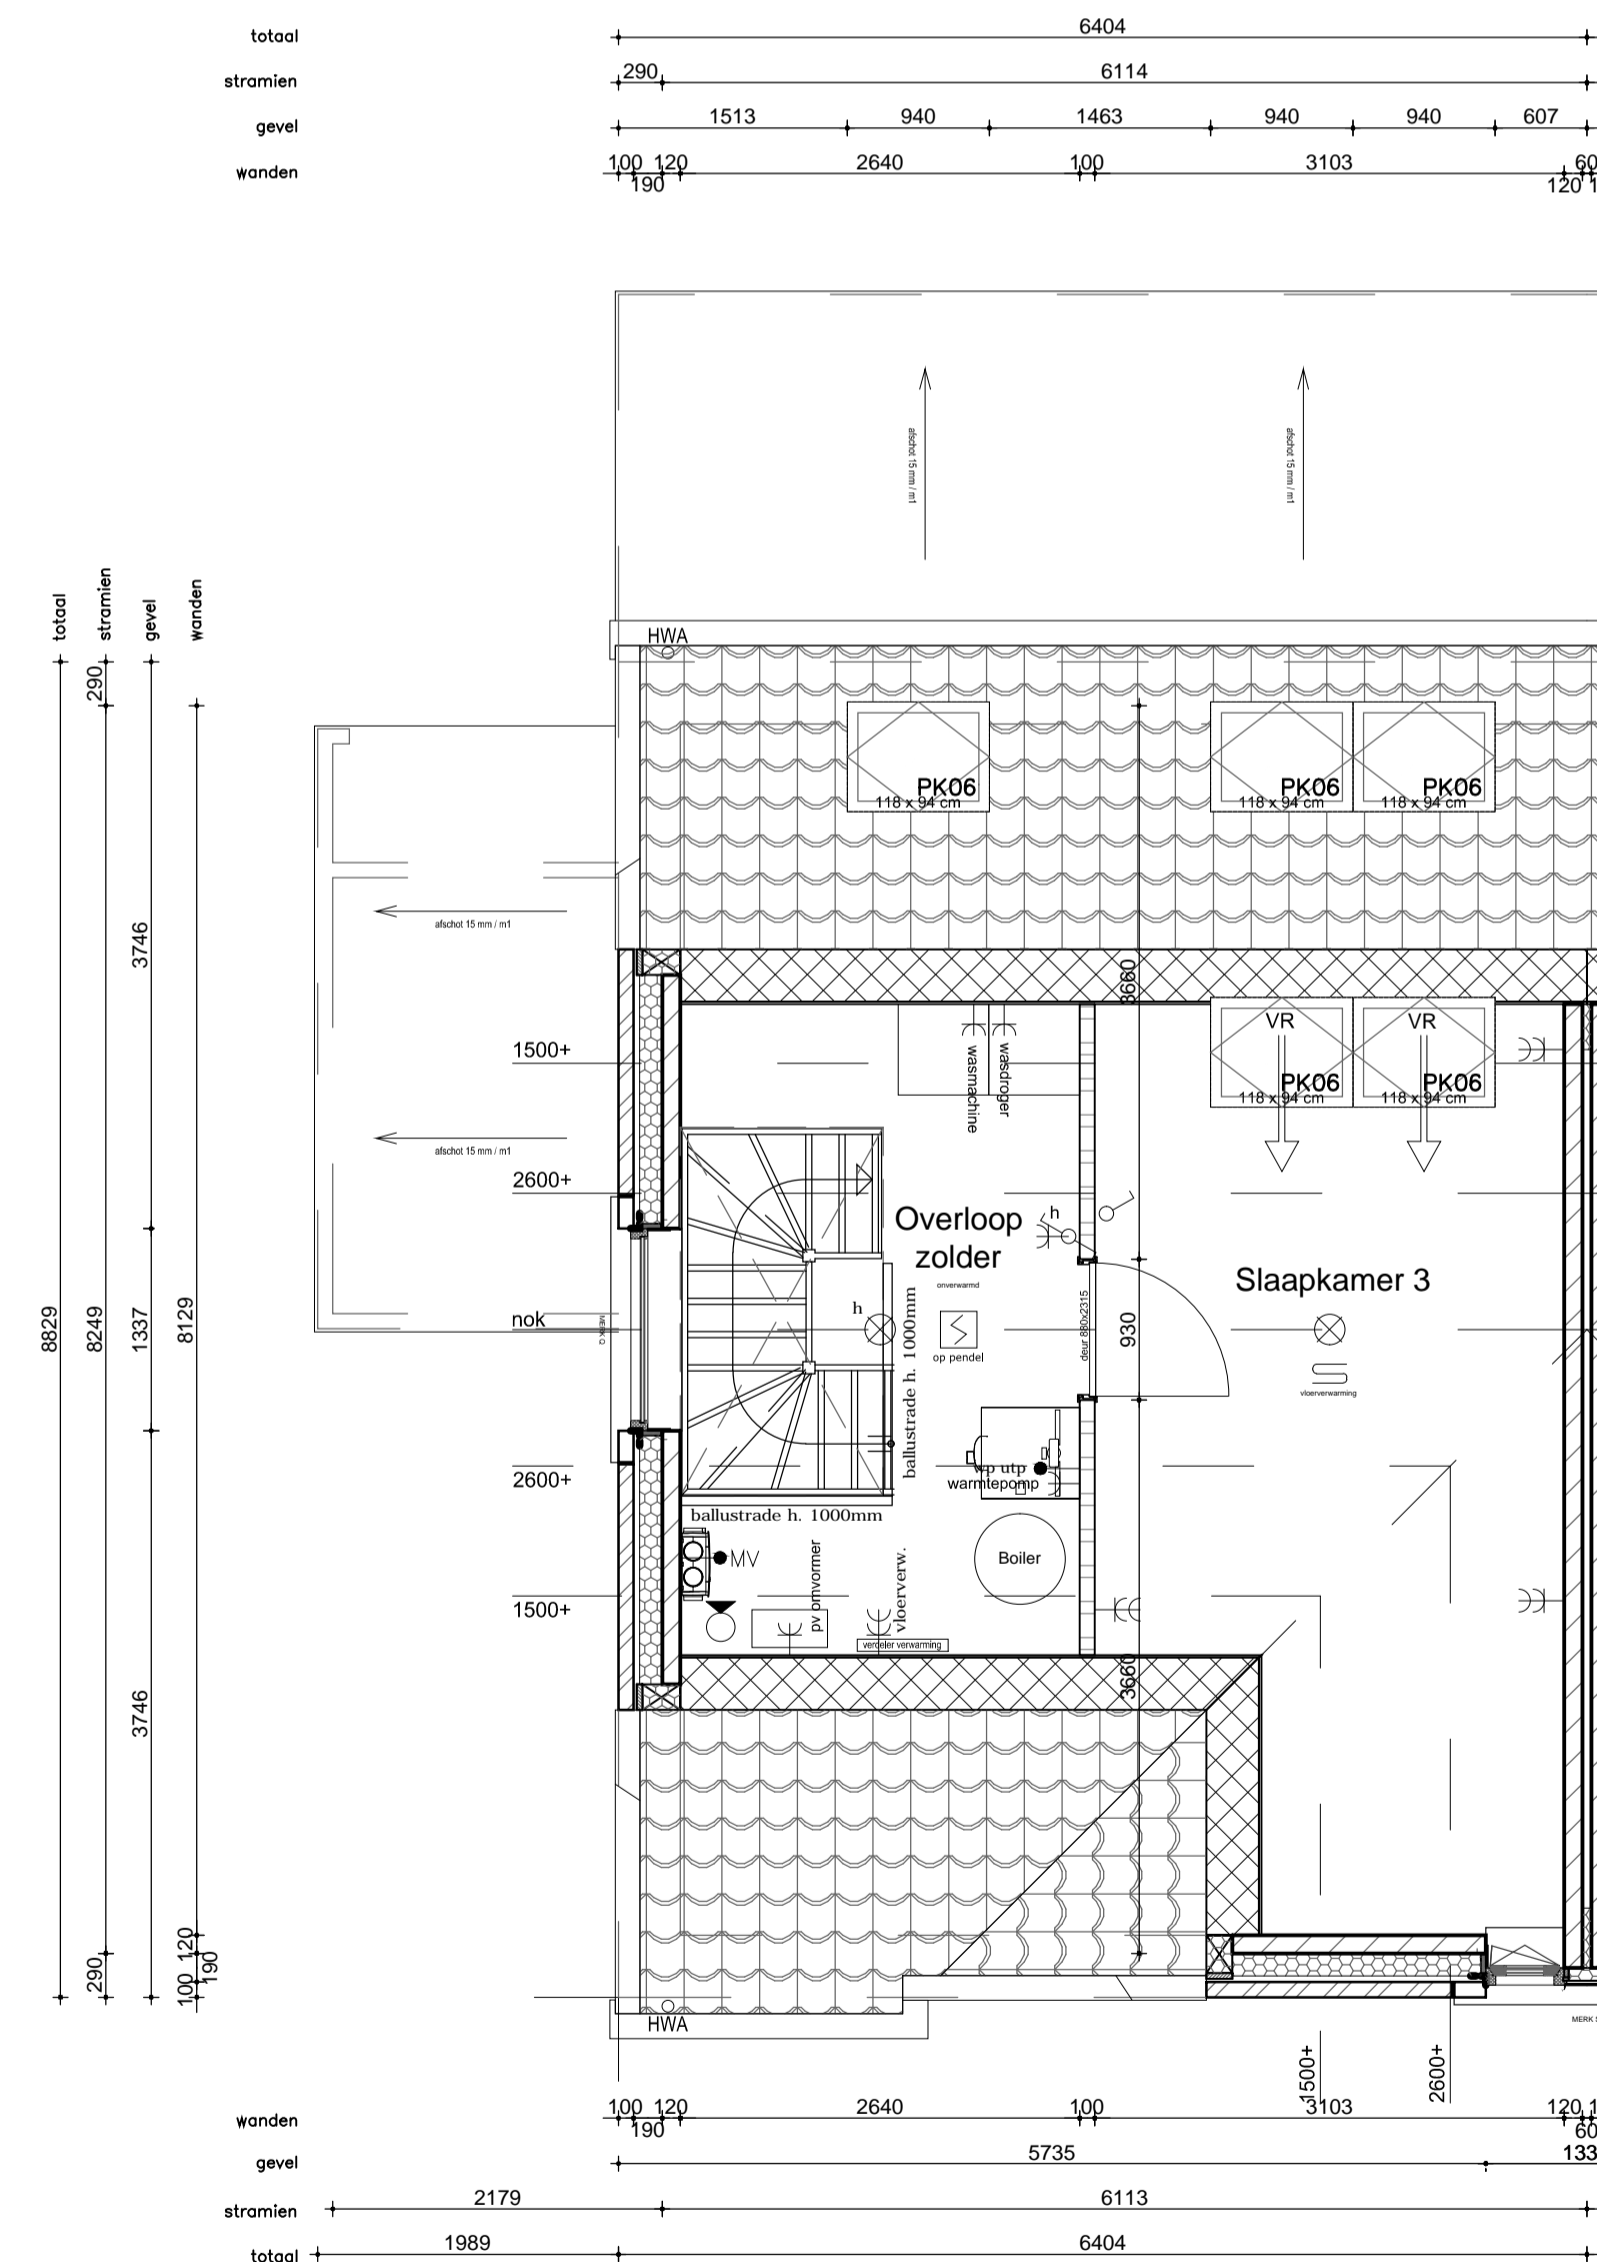 totaal
6404
stramien
290
6114
gevel
1513
940
1463
940
940
607
wanden
100
120
2640
100
3103
60
190
120
afschot 15 mm / m1
afschot 15 mm / m1
totaal
stramien
gevel
wanden
HWA
290
PK06
118 x 94 cm
PK06
118 x 94 cm
PK06
118 x 94 cm
afschot 15 mm / m1
3746
3660
1500+
VR
VR
wasmachine
wasdroger
PK06
118 x 94 cm
PK06
118 x 94 cm
afschot 15 mm / m1
2600+
Overloop
zolder
onverwarmd
h
Slaapkamer 3
8829
8249
1337
8129
nok
MERK Q
h
ballustrade h. 1000mm
op pendel
deur 880x2315
930
vloerverwarming
2600+
wp utp
warmtepomp
ballustrade h. 1000mm
MV
pv omvormer
vloerverw.
Boiler
1500+
verdeler verwarming
3746
3660
120
290
190
100
HWA
MERK
1500+
2600+
wanden
100
120
2640
100
3103
120
190
60
gevel
5735
133
stramien
2179
6113
totaal
1989
6404